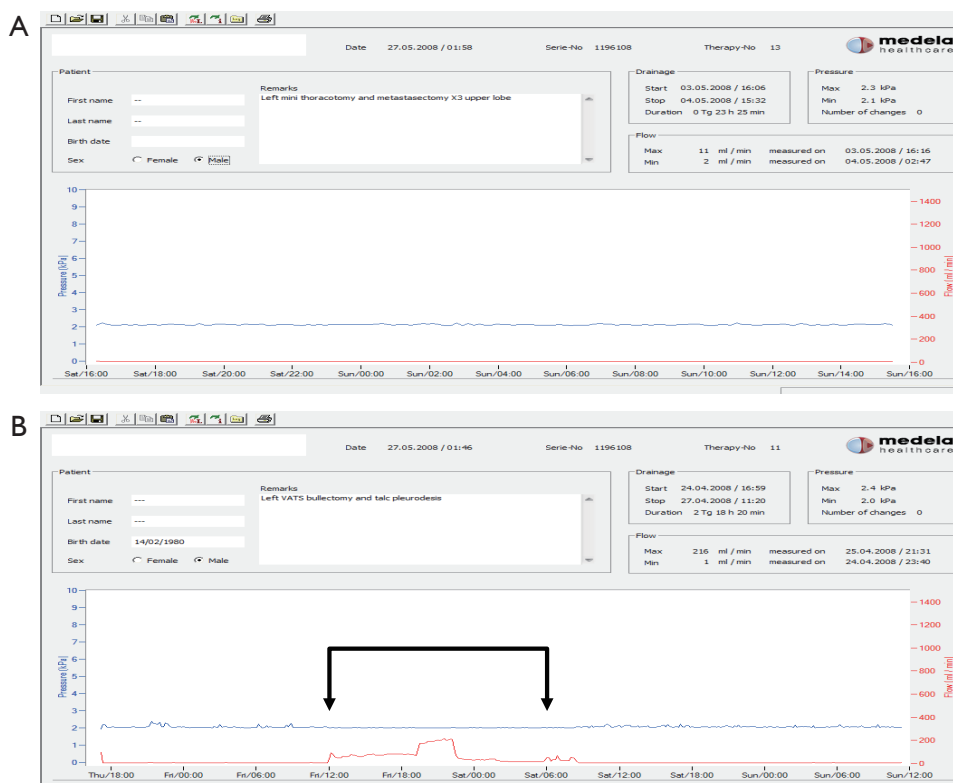 A
Date 27.05.2008 / 01:58 Serie-No 1196108 Therapy-No 13
medela
healthcare
Patient
First name --
Last name --
Birth date
Sex Female Male
Remarks
Left mini thoracotomy and metastasectomy X3 upper lobe
Drainage
Start 03.05.2008 / 16:06
Stop 04.05.2008 / 15:32
Duration 0 Tg 23 h 25 min
Pressure
Max 2.3 kPa
Min 2.1 kPa
Number of changes 0
Flow
Max 11 ml / min measured on 03.05.2008 / 16:16
Min 2 ml / min measured on 04.05.2008 / 02:47
Pressure [kPa]
10
9
8
7
6
5
4
3
2
1
0
1400
1200
1000
800
600
400
200
0
Flow [ml / min]
Sat/16:00 Sat/18:00 Sat/20:00 Sat/22:00 Sun/00:00 Sun/02:00 Sun/04:00 Sun/06:00 Sun/08:00 Sun/10:00 Sun/12:00 Sun/14:00 Sun/16:00
B
Date 27.05.2008 / 01:46 Serie-No 1196108 Therapy-No 11
medela
healthcare
Patient
First name ---
Last name ---
Birth date 14/02/1980
Sex Female Male
Remarks
Left VATS bullectomy and talc pleurodesis
Drainage
Start 24.04.2008 / 16:59
Stop 27.04.2008 / 11:20
Duration 2 Tg 18 h 20 min
Pressure
Max 2.4 kPa
Min 2.0 kPa
Number of changes 0
Flow
Max 216 ml / min measured on 25.04.2008 / 21:31
Min 1 ml / min measured on 24.04.2008 / 23:40
Pressure [kPa]
10
9
8
7
6
5
4
3
2
1
0
1400
1200
1000
800
600
400
200
0
Flow [ml / min]
Thu/18:00 Fri/00:00 Fri/06:00 Fri/12:00 Fri/18:00 Sat/00:00 Sat/06:00 Sat/12:00 Sat/18:00 Sun/00:00 Sun/06:00 Sun/12:00